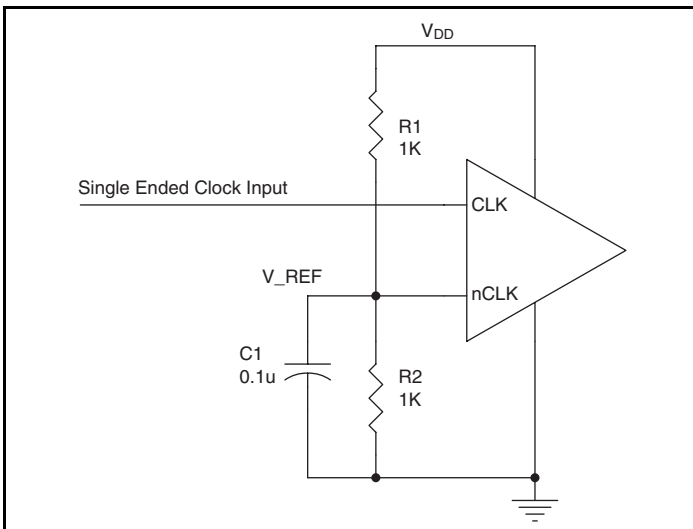 VDD
R1
1K
Single Ended Clock Input
CLK
V_REF
nCLK
C1
0.1u
R2
1K